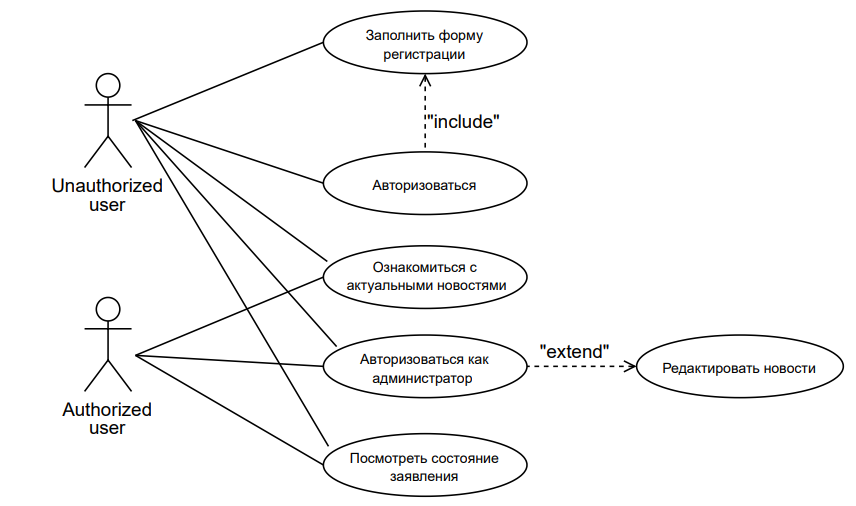 Заполнить форму
регистрации
"include"
Unauthorized
user
Авторизоваться
Ознакомиться с
актуальными новостями
Authorized
user
Авторизоваться как
администратор
"extend"
Редактировать новости
Посмотреть состояние
заявления